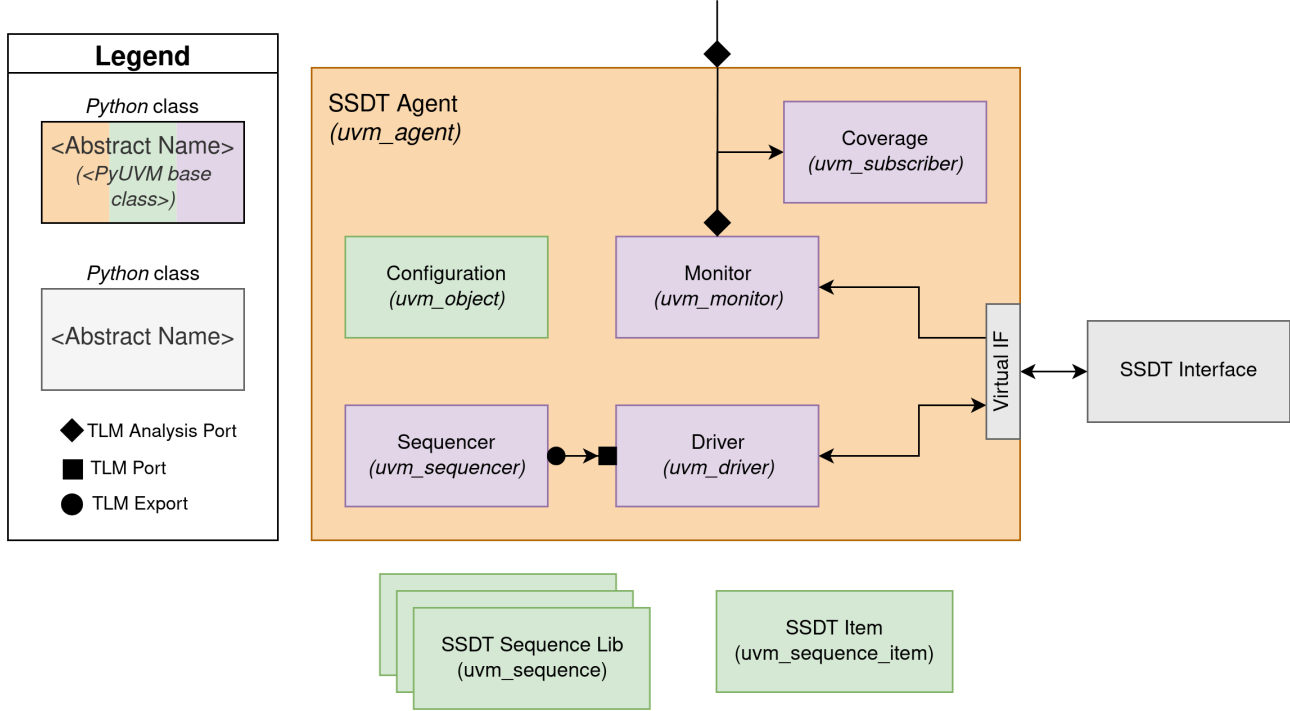 Legend
Python class
<Abstract Name>
(<PyUVM base
class>)
Python class
<Abstract Name>
TLM Analysis Port
TLM Port
TLM Export
SSDT Agent
(uvm_agent)
Coverage
(uvm_subscriber)
Configuration
(uvm_object)
Monitor
(uvm_monitor)
Sequencer
(uvm_sequencer)
Driver
(uvm_driver)
Virtual IF
SSDT Interface
SSDT Sequence Lib
(uvm_sequence)
SSDT Item
(uvm_sequence_item)